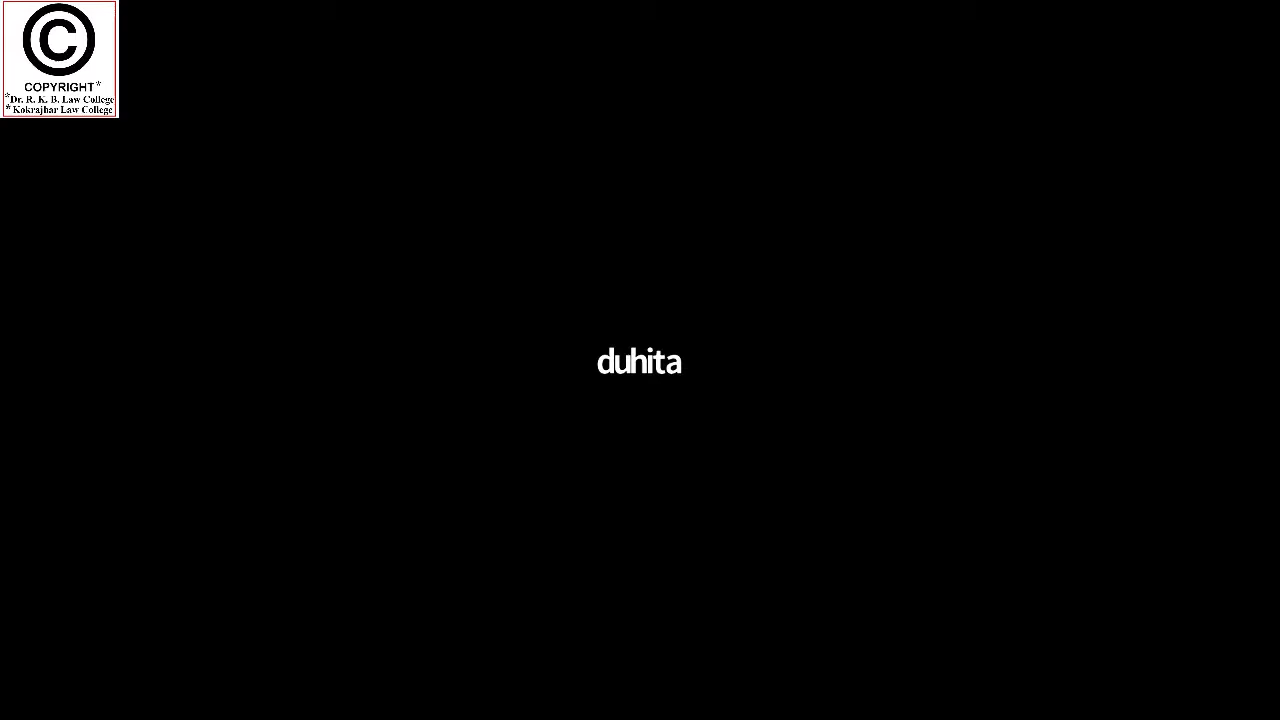 ©
COPYRIGHT*
*Dr. R. K. B. Law College
* Kokrajhar Law College
duhita